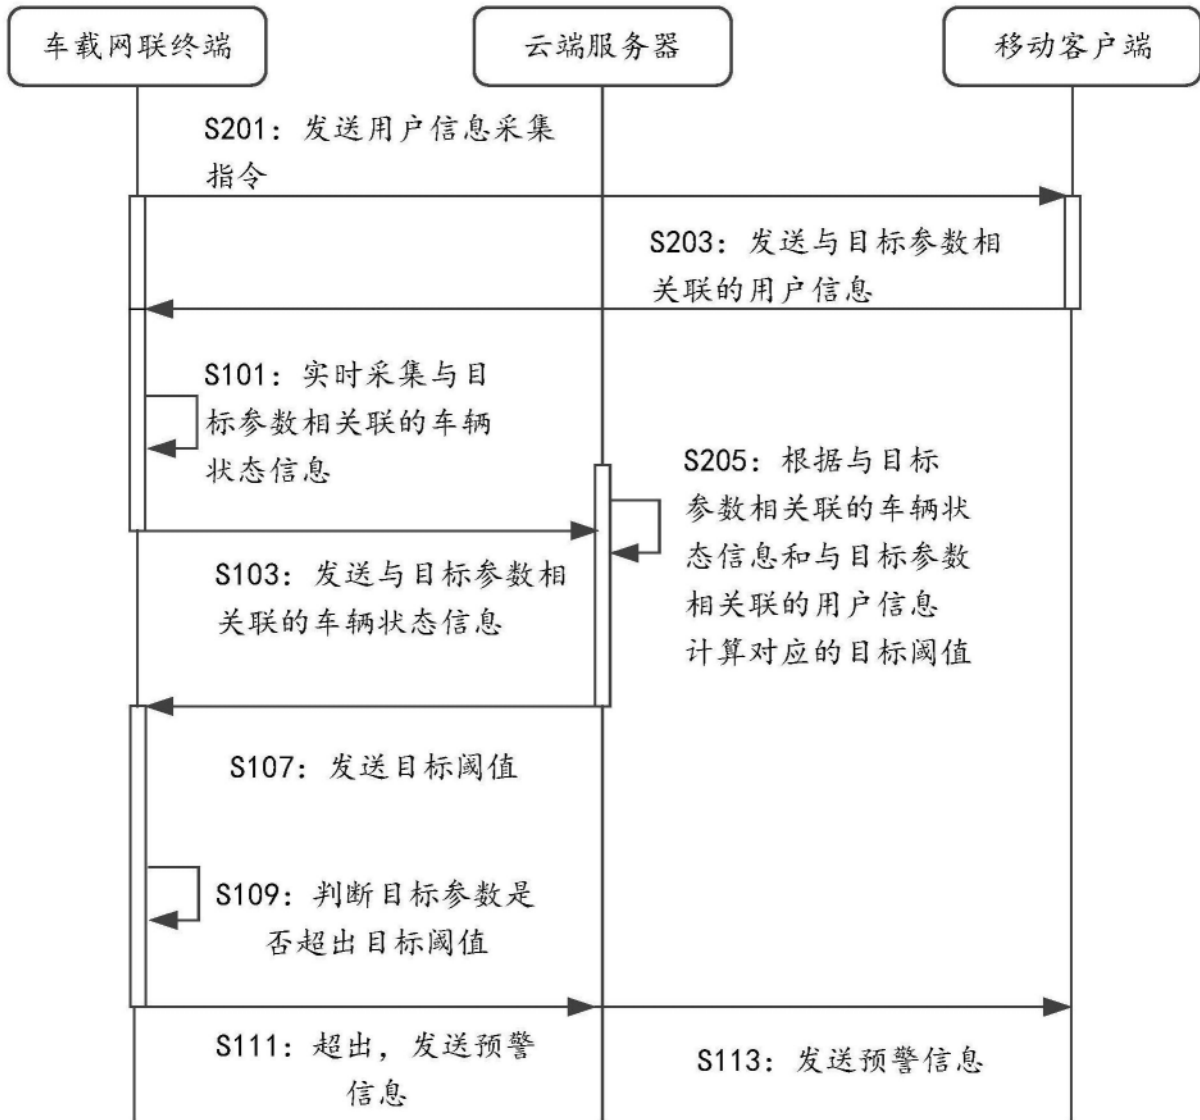 车载网联终端
云端服务器
移动客户端
S201：发送用户信息采集
指令
S203：发送与目标参数相
关联的用户信息
S101：实时采集与目
标参数相关联的车辆
状态信息
S205：根据与目标
参数相关联的车辆状
态信息和与目标参数
相关联的用户信息
计算对应的目标阈值
S103：发送与目标参数相
关联的车辆状态信息
S107：发送目标阈值
S109：判断目标参数是
否超出目标阈值
S111：超出，发送预警
信息
S113：发送预警信息